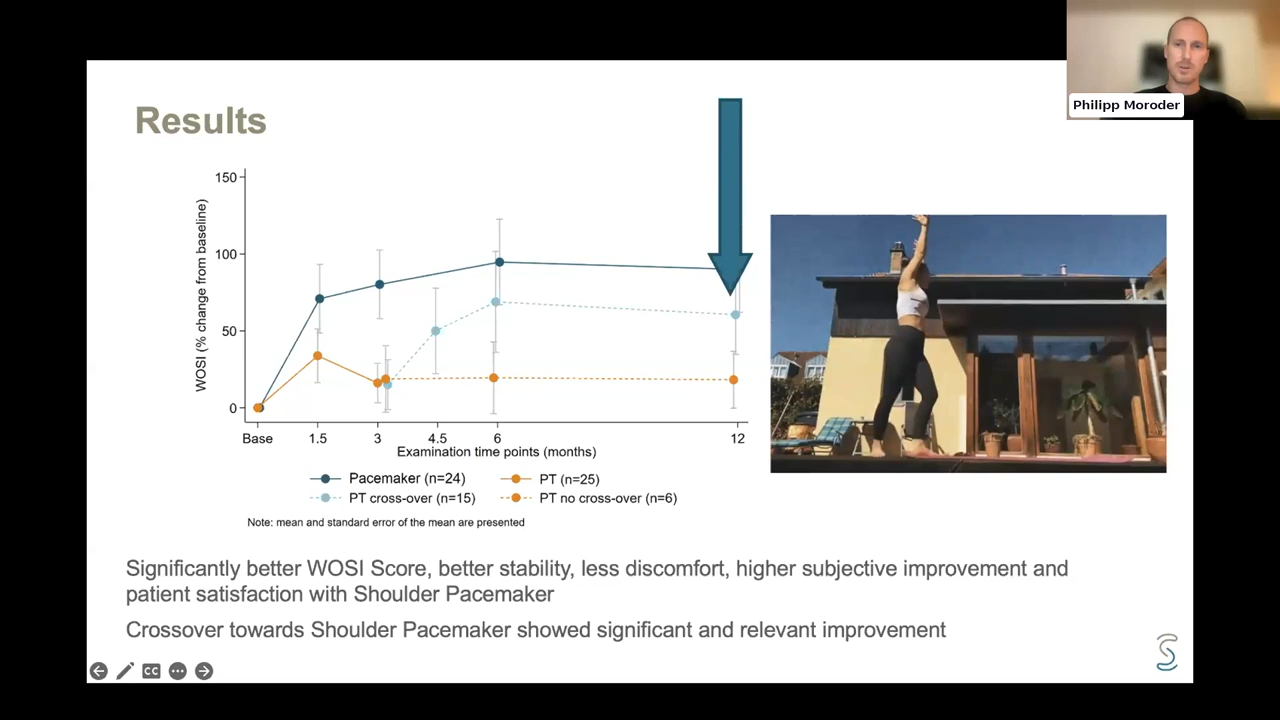 Philipp Moroder
Results
WOSI (% change from baseline)
150
100
50
0
Base 1.5 3 4.5 6 12
Examination time points (months)
Pacemaker (n=24) PT (n=25)
PT cross-over (n=15) PT no cross-over (n=6)
Note: mean and standard error of the mean are presented
Significantly better WOSI Score, better stability, less discomfort, higher subjective improvement and
patient satisfaction with Shoulder Pacemaker
Crossover towards Shoulder Pacemaker showed significant and relevant improvement
CC